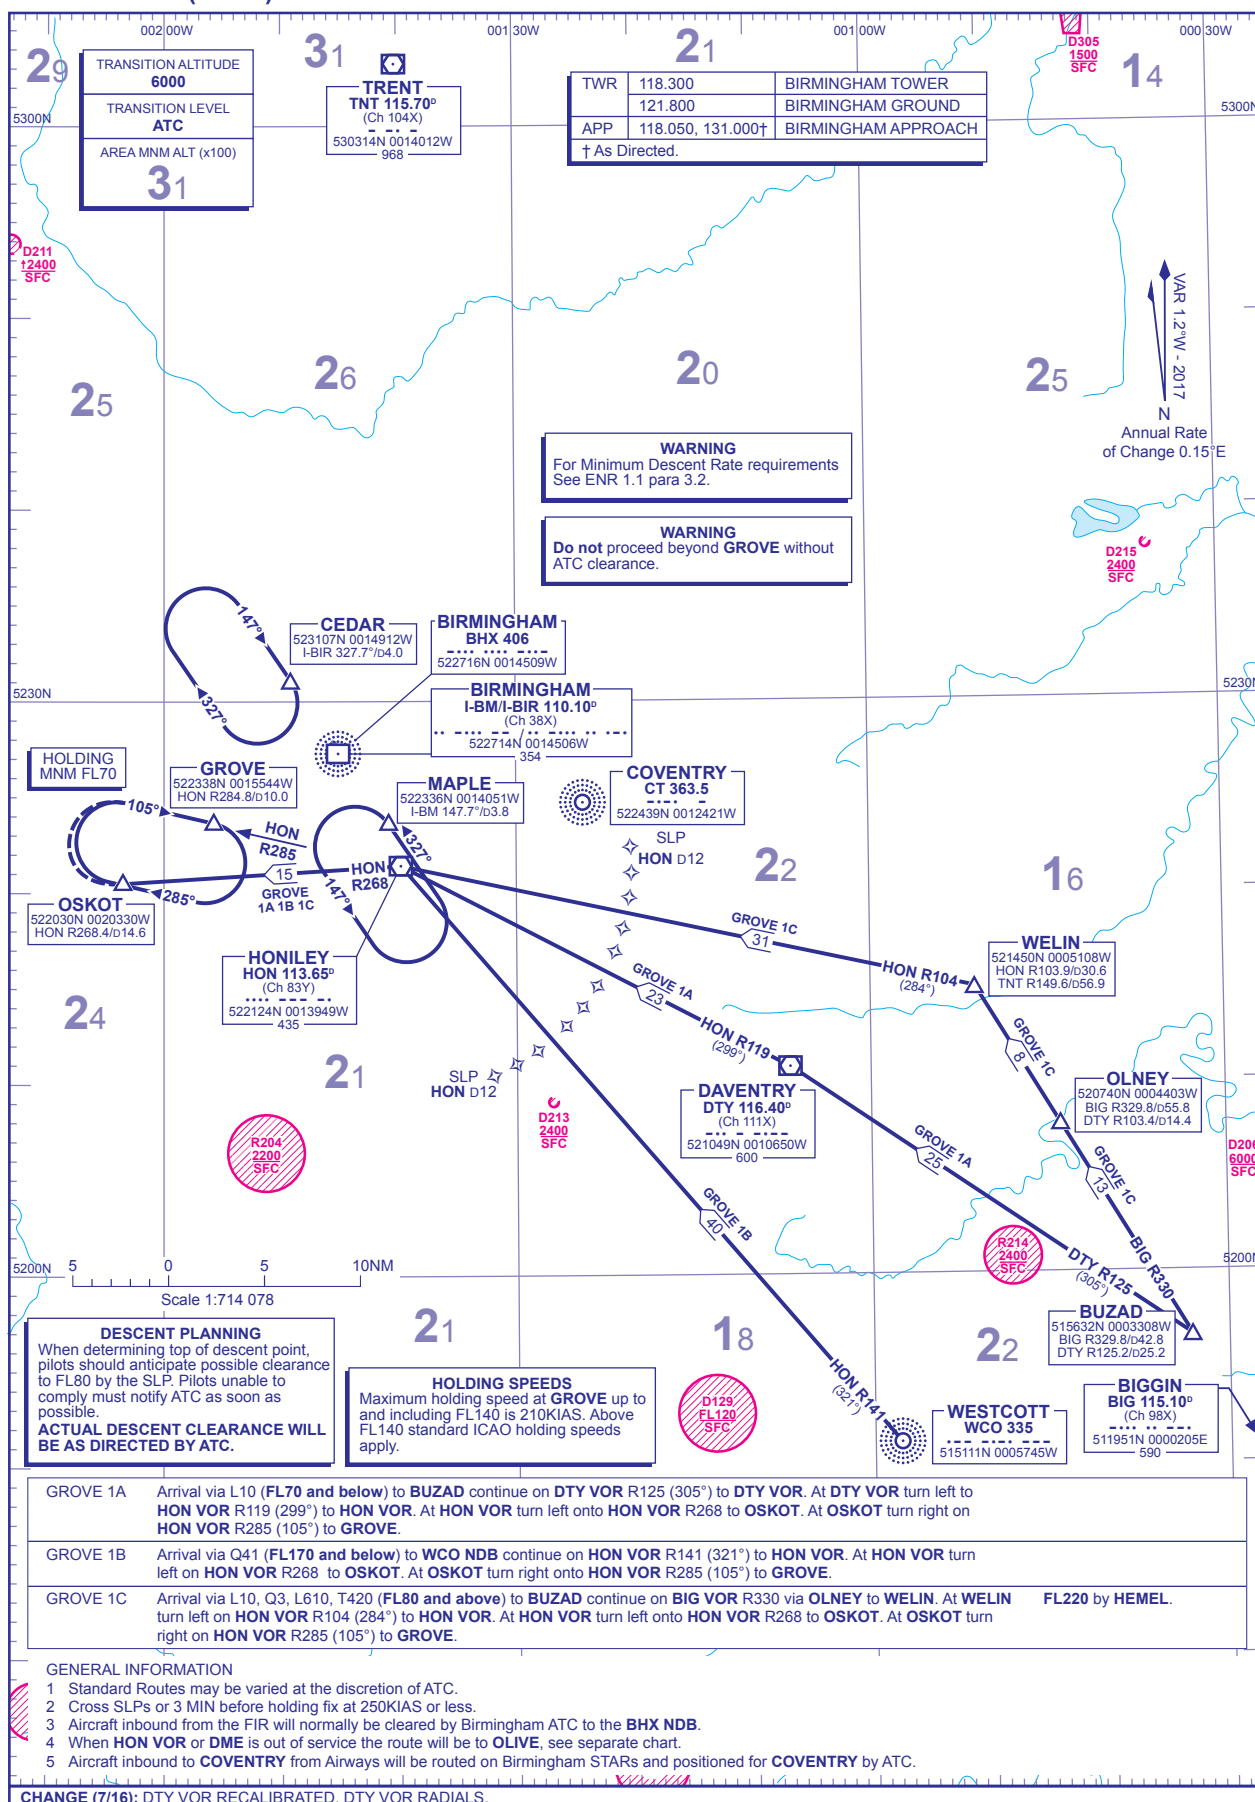 002 00W
001 30W
001 00W
000 30W
29
31
21
14
TRANSITION ALTITUDE
6000
TRANSITION LEVEL
ATC
AREA MNM ALT (x100)
31
TRENT
TNT 115.70D
(Ch 104X)
– –· –
530314N 0014012W
968
TWR 118.300 BIRMINGHAM TOWER
121.800 BIRMINGHAM GROUND
APP 118.050, 131.000† BIRMINGHAM APPROACH
† As Directed.
D305
1500
SFC
5300N
5300N
D211
†2400
SFC
VAR 1.2°W - 2017
N
Annual Rate
of Change 0.15°E
25
26
20
25
WARNING
For Minimum Descent Rate requirements
See ENR 1.1 para 3.2.
WARNING
Do not proceed beyond GROVE without
ATC clearance.
D215
2400
SFC
147°
327°
CEDAR
523107N 0014912W
I-BIR 327.7°/D4.0
BIRMINGHAM
BHX 406
–··· ···· –··–
522716N 0014509W
5230N
5230N
BIRMINGHAM
I-BM/I-BIR 110.10D
(Ch 38X)
·· –··· –– / ·· –··· ·· ·–·
522714N 0014506W
354
HOLDING
MNM FL70
GROVE
522338N 0015544W
HON R284.8/D10.0
MAPLE
522336N 0014051W
I-BM 147.7°/D3.8
COVENTRY
CT 363.5
–·–· –
522439N 0012421W
105°
HON
R285
327°
SLP
HON D12
15
HON
R268
GROVE
1A 1B 1C
285°
147°
22
16
OSKOT
522030N 0020330W
HON R268.4/D14.6
HONILEY
HON 113.65D
(Ch 83Y)
···· ––– –·
522124N 0013949W
435
GROVE 1C
31
HON R104
(284°)
WELIN
521450N 0005108W
HON R103.9/D30.6
TNT R149.6/D56.9
GROVE 1A
23
HON R119
(299°)
24
21
SLP
HON D12
DAVENTRY
DTY 116.40D
(Ch 111X)
–·· – –·––
521049N 0010650W
600
GROVE 1C
8
OLNEY
520740N 0004403W
BIG R329.8/D55.8
DTY R103.4/D14.4
D213
2400
SFC
R204
2200
SFC
D206
6000
SFC
GROVE 1A
25
GROVE 1C
13
GROVE 1B
40
R214
2400
SFC
DTY R125
(305°)
BIG R330
5200N
5200N
5 0 5 10NM
Scale 1:714 078
BUZAD
515632N 0003308W
BIG R329.8/D42.8
DTY R125.2/D25.2
21
18
22
DESCENT PLANNING
When determining top of descent point,
pilots should anticipate possible clearance
to FL80 by the SLP. Pilots unable to
comply must notify ATC as soon as
possible.
ACTUAL DESCENT CLEARANCE WILL
BE AS DIRECTED BY ATC.
HOLDING SPEEDS
Maximum holding speed at GROVE up to
and including FL140 is 210KIAS. Above
FL140 standard ICAO holding speeds
apply.
D129
FL120
SFC
HON R141
(321°)
WESTCOTT
WCO 335
·–– –·–· –––
515111N 0005745W
BIGGIN
BIG 115.10D
(Ch 98X)
–··· ·· ––·
511951N 0000205E
590
GROVE 1A Arrival via L10 (FL70 and below) to BUZAD continue on DTY VOR R125 (305°) to DTY VOR. At DTY VOR turn left to
HON VOR R119 (299°) to HON VOR. At HON VOR turn left onto HON VOR R268 to OSKOT. At OSKOT turn right on
HON VOR R285 (105°) to GROVE.
GROVE 1B Arrival via Q41 (FL170 and below) to WCO NDB continue on HON VOR R141 (321°) to HON VOR. At HON VOR turn
left on HON VOR R268 to OSKOT. At OSKOT turn right onto HON VOR R285 (105°) to GROVE.
GROVE 1C Arrival via L10, Q3, L610, T420 (FL80 and above) to BUZAD continue on BIG VOR R330 via OLNEY to WELIN. At WELIN FL220 by HEMEL.
turn left on HON VOR R104 (284°) to HON VOR. At HON VOR turn left onto HON VOR R268 to OSKOT. At OSKOT turn
right on HON VOR R285 (105°) to GROVE.
GENERAL INFORMATION
1 Standard Routes may be varied at the discretion of ATC.
2 Cross SLPs or 3 MIN before holding fix at 250KIAS or less.
3 Aircraft inbound from the FIR will normally be cleared by Birmingham ATC to the BHX NDB.
4 When HON VOR or DME is out of service the route will be to OLIVE, see separate chart.
5 Aircraft inbound to COVENTRY from Airways will be routed on Birmingham STARs and positioned for COVENTRY by ATC.
CHANGE (7/16): DTY VOR RECALIBRATED. DTY VOR RADIALS.